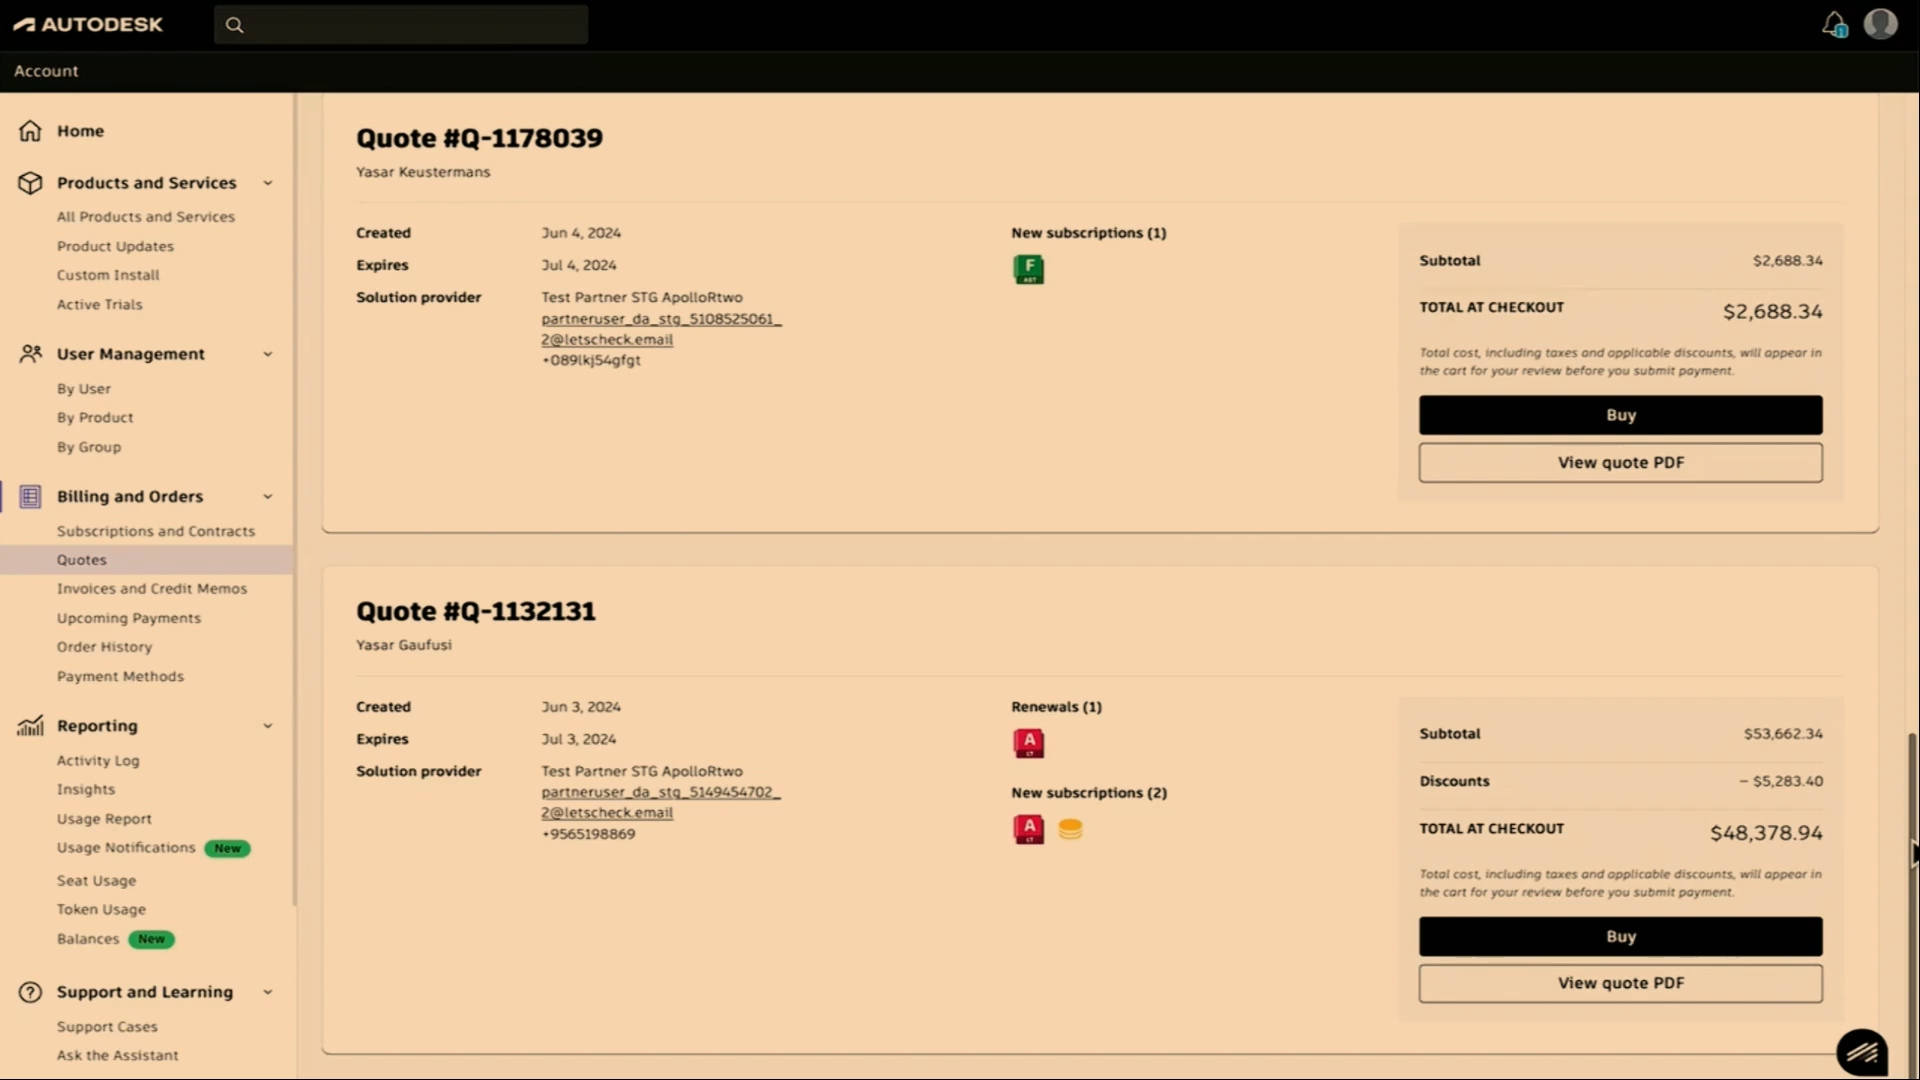 AUTODESK
1
Account
Home
Products and Services
All Products and Services
Product Updates
Custom Install
Active Trials
User Management
By User
By Product
By Group
Billing and Orders
Subscriptions and Contracts
Quotes
Invoices and Credit Memos
Upcoming Payments
Order History
Payment Methods
Reporting
Activity Log
Insights
Usage Report
Usage Notifications New
Seat Usage
Token Usage
Balances New
Support and Learning
Support Cases
Ask the Assistant
Quote #Q-1178039
Yasar Keustermans
Created Jun 4, 2024
Expires Jul 4, 2024
Solution provider Test Partner STG ApolloRtwo
partneruser_da_stg_5108525061_
2@letscheck.email
+089lkj54gfgt
New subscriptions (1)
F
Subtotal $2,688.34
TOTAL AT CHECKOUT $2,688.34
Total cost, including taxes and applicable discounts, will appear in
the cart for your review before you submit payment.
Buy
View quote PDF
Quote #Q-1132131
Yasar Gaufusi
Created Jun 3, 2024
Expires Jul 3, 2024
Solution provider Test Partner STG ApolloRtwo
partneruser_da_stg_5149454702_
2@letscheck.email
+9565198869
Renewals (1)
A
LT
New subscriptions (2)
A
LT
Subtotal $53,662.34
Discounts – $5,283.40
TOTAL AT CHECKOUT $48,378.94
Total cost, including taxes and applicable discounts, will appear in
the cart for your review before you submit payment.
Buy
View quote PDF